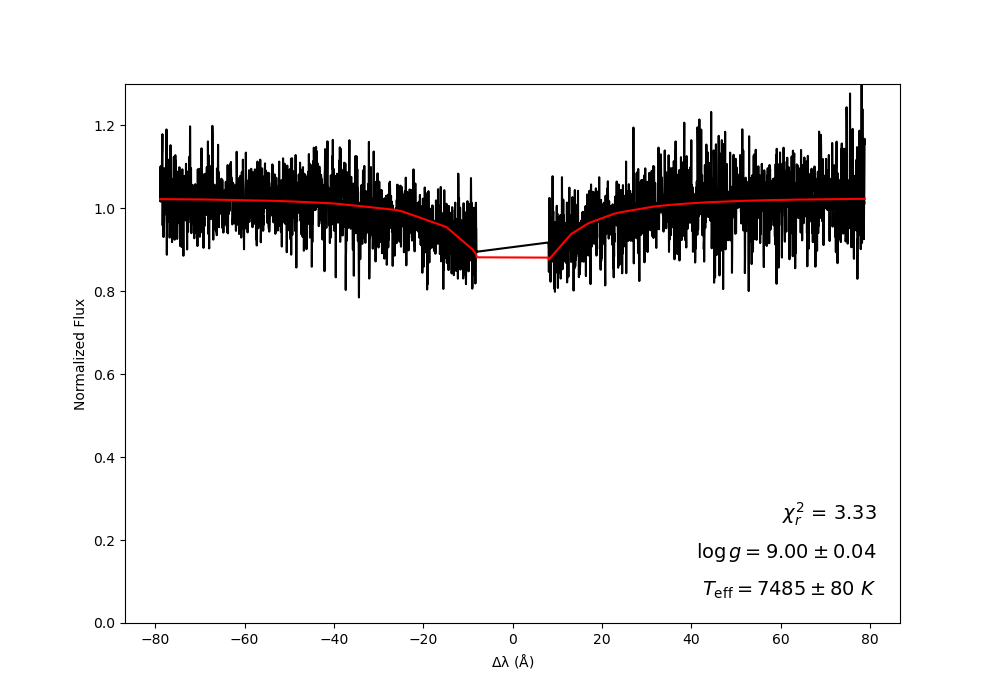 1.2
1.0
0.8
0.6
0.4
0.2
0.0
Normalized Flux
χ²ᵣ = 3.33
log g = 9.00 ± 0.04
T_eff = 7485 ± 80 K
−80 −60 −40 −20 0 20 40 60 80
Δλ (Å)